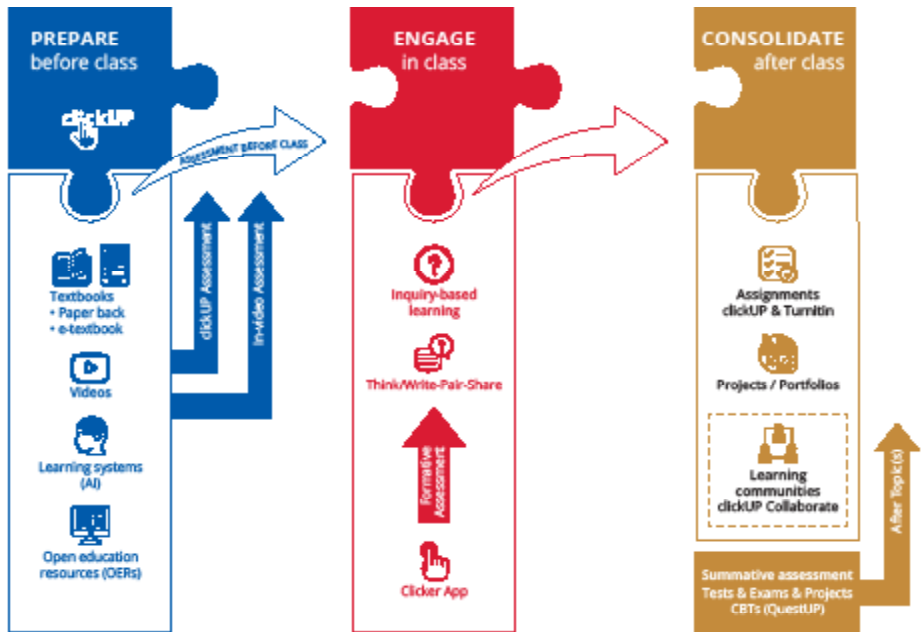 PREPARE
before class
clickUP
ASSESSMENT BEFORE CLASS
Textbooks
• Paper back
• e-textbook
Videos
Learning systems
(AI)
Open education
resources (OERs)
clickUP Assessment
In-video Assessment
ENGAGE
in class
Inquiry-based
learning
Think/Write-Pair-Share
Formative
Assessment
Clicker App
CONSOLIDATE
after class
Assignments
clickUP & Turnitin
Projects / Portfolios
Learning
communities
clickUP Collaborate
Summative assessment
Tests & Exams & Projects
CBTs (QuestUP)
After Topic(s)